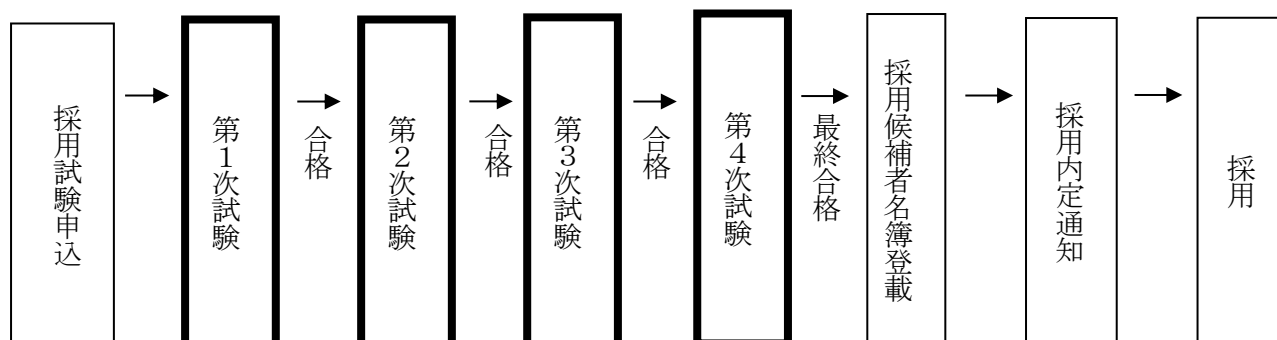 採用試験申込
第１次試験
合格
第２次試験
合格
第３次試験
合格
第４次試験
最終合格
採用候補者名簿登載
採用内定通知
採用